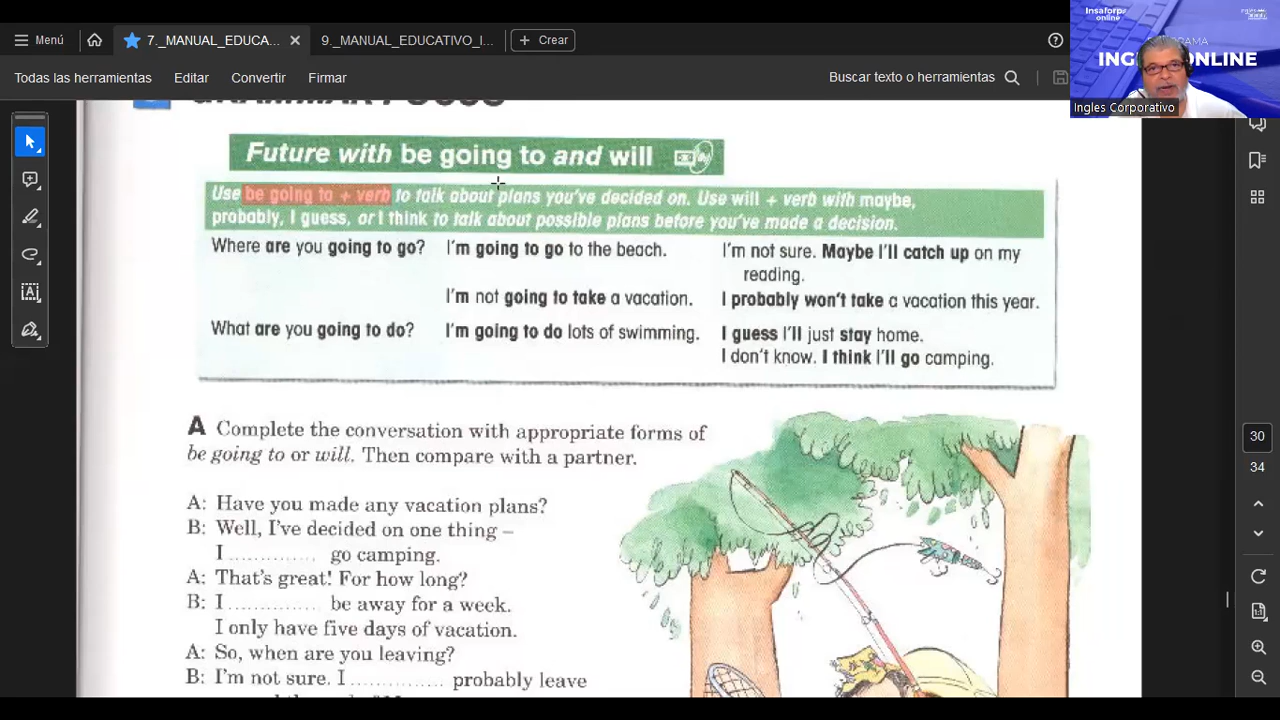 Menú
7._MANUAL_EDUCA...
9._MANUAL_EDUCATIVO_I...
Crear
Todas las herramientas
Editar
Convertir
Firmar
Buscar texto o herramientas
Insaforp
online
INGLES ONLINE
Ingles Corporativo
GRAMMAR FOCUS
Future with be going to and will
Use be going to + verb to talk about plans you've decided on. Use will + verb with maybe,
probably, I guess, or I think to talk about possible plans before you've made a decision.
Where are you going to go? I'm going to go to the beach. I'm not sure. Maybe I'll catch up on my
reading.
I'm not going to take a vacation. I probably won't take a vacation this year.
What are you going to do? I'm going to do lots of swimming. I guess I'll just stay home.
I don't know. I think I'll go camping.
A Complete the conversation with appropriate forms of
be going to or will. Then compare with a partner.
A: Have you made any vacation plans?
B: Well, I've decided on one thing –
I .............. go camping.
A: That's great! For how long?
B: I .............. be away for a week.
I only have five days of vacation.
A: So, when are you leaving?
B: I'm not sure. I .............. probably leave
30
34